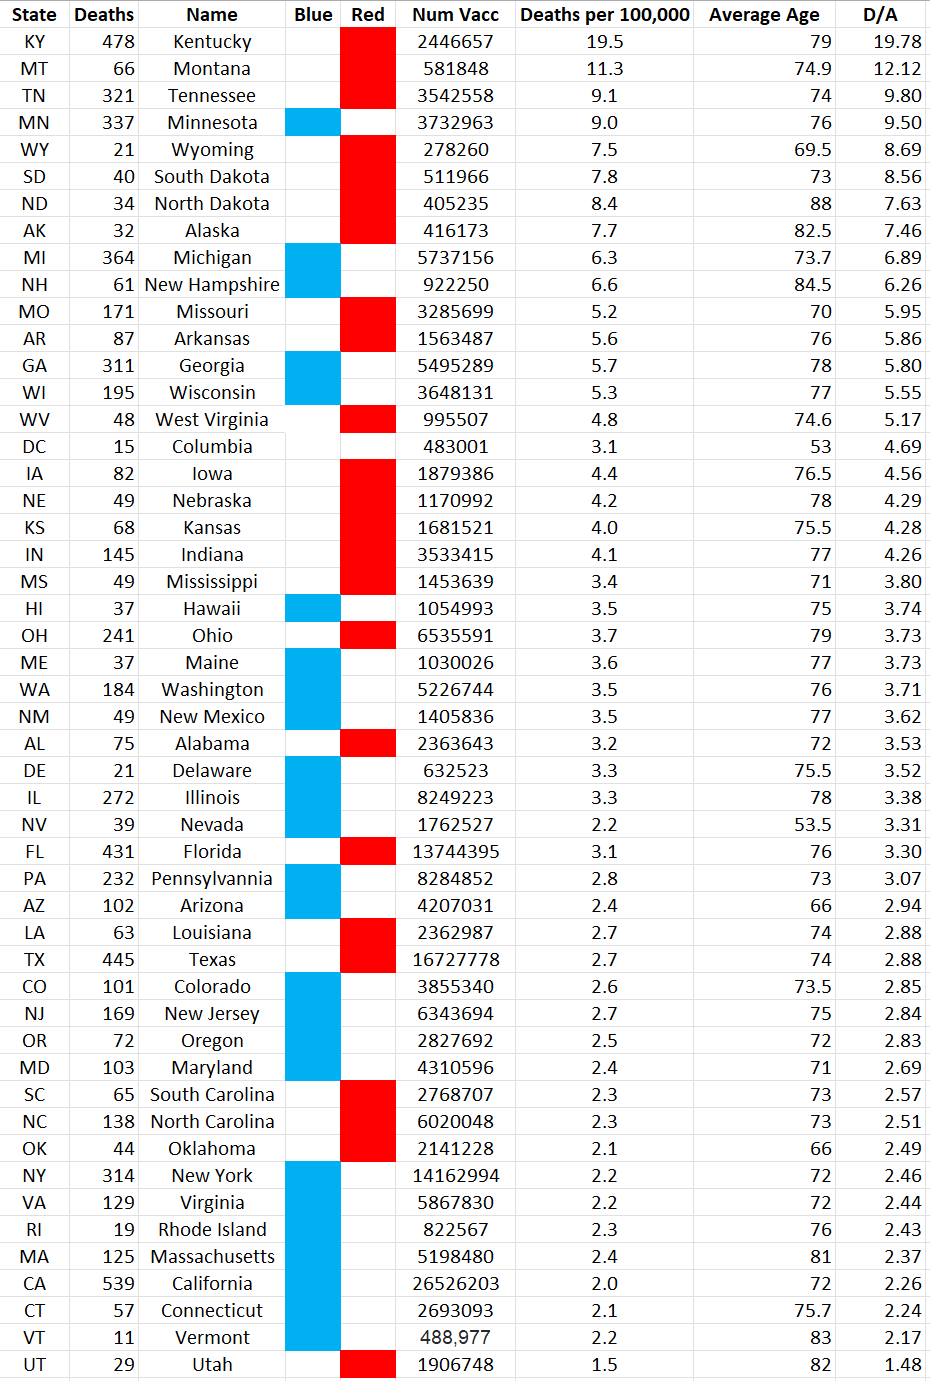 State Deaths Name Blue Red Num Vacc Deaths per 100,000 Average Age D/A
KY 478 Kentucky 2446657 19.5 79 19.78
MT 66 Montana 581848 11.3 74.9 12.12
TN 321 Tennessee 3542558 9.1 74 9.80
MN 337 Minnesota 3732963 9.0 76 9.50
WY 21 Wyoming 278260 7.5 69.5 8.69
SD 40 South Dakota 511966 7.8 73 8.56
ND 34 North Dakota 405235 8.4 88 7.63
AK 32 Alaska 416173 7.7 82.5 7.46
MI 364 Michigan 5737156 6.3 73.7 6.89
NH 61 New Hampshire 922250 6.6 84.5 6.26
MO 171 Missouri 3285699 5.2 70 5.95
AR 87 Arkansas 1563487 5.6 76 5.86
GA 311 Georgia 5495289 5.7 78 5.80
WI 195 Wisconsin 3648131 5.3 77 5.55
WV 48 West Virginia 995507 4.8 74.6 5.17
DC 15 Columbia 483001 3.1 53 4.69
IA 82 Iowa 1879386 4.4 76.5 4.56
NE 49 Nebraska 1170992 4.2 78 4.29
KS 68 Kansas 1681521 4.0 75.5 4.28
IN 145 Indiana 3533415 4.1 77 4.26
MS 49 Mississippi 1453639 3.4 71 3.80
HI 37 Hawaii 1054993 3.5 75 3.74
OH 241 Ohio 6535591 3.7 79 3.73
ME 37 Maine 1030026 3.6 77 3.73
WA 184 Washington 5226744 3.5 76 3.71
NM 49 New Mexico 1405836 3.5 77 3.62
AL 75 Alabama 2363643 3.2 72 3.53
DE 21 Delaware 632523 3.3 75.5 3.52
IL 272 Illinois 8249223 3.3 78 3.38
NV 39 Nevada 1762527 2.2 53.5 3.31
FL 431 Florida 13744395 3.1 76 3.30
PA 232 Pennsylvannia 8284852 2.8 73 3.07
AZ 102 Arizona 4207031 2.4 66 2.94
LA 63 Louisiana 2362987 2.7 74 2.88
TX 445 Texas 16727778 2.7 74 2.88
CO 101 Colorado 3855340 2.6 73.5 2.85
NJ 169 New Jersey 6343694 2.7 75 2.84
OR 72 Oregon 2827692 2.5 72 2.83
MD 103 Maryland 4310596 2.4 71 2.69
SC 65 South Carolina 2768707 2.3 73 2.57
NC 138 North Carolina 6020048 2.3 73 2.51
OK 44 Oklahoma 2141228 2.1 66 2.49
NY 314 New York 14162994 2.2 72 2.46
VA 129 Virginia 5867830 2.2 72 2.44
RI 19 Rhode Island 822567 2.3 76 2.43
MA 125 Massachusetts 5198480 2.4 81 2.37
CA 539 California 26526203 2.0 72 2.26
CT 57 Connecticut 2693093 2.1 75.7 2.24
VT 11 Vermont 488,977 2.2 83 2.17
UT 29 Utah 1906748 1.5 82 1.48